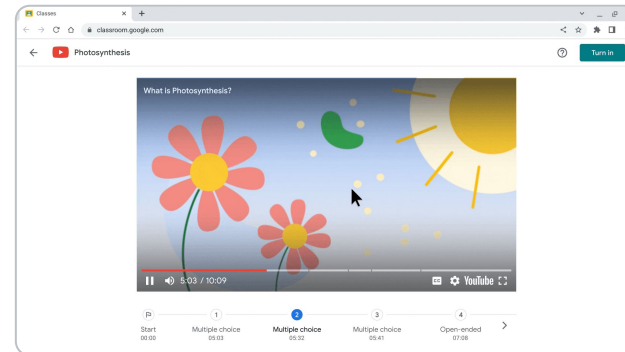 Classes
classroom.google.com
Photosynthesis
Turn in
What is Photosynthesis?
5:03 / 10:09
CC
YouTube
1
2
3
4
Start
Multiple choice
Multiple choice
Multiple choice
Open-ended
00:00
05:03
05:32
05:41
07:08